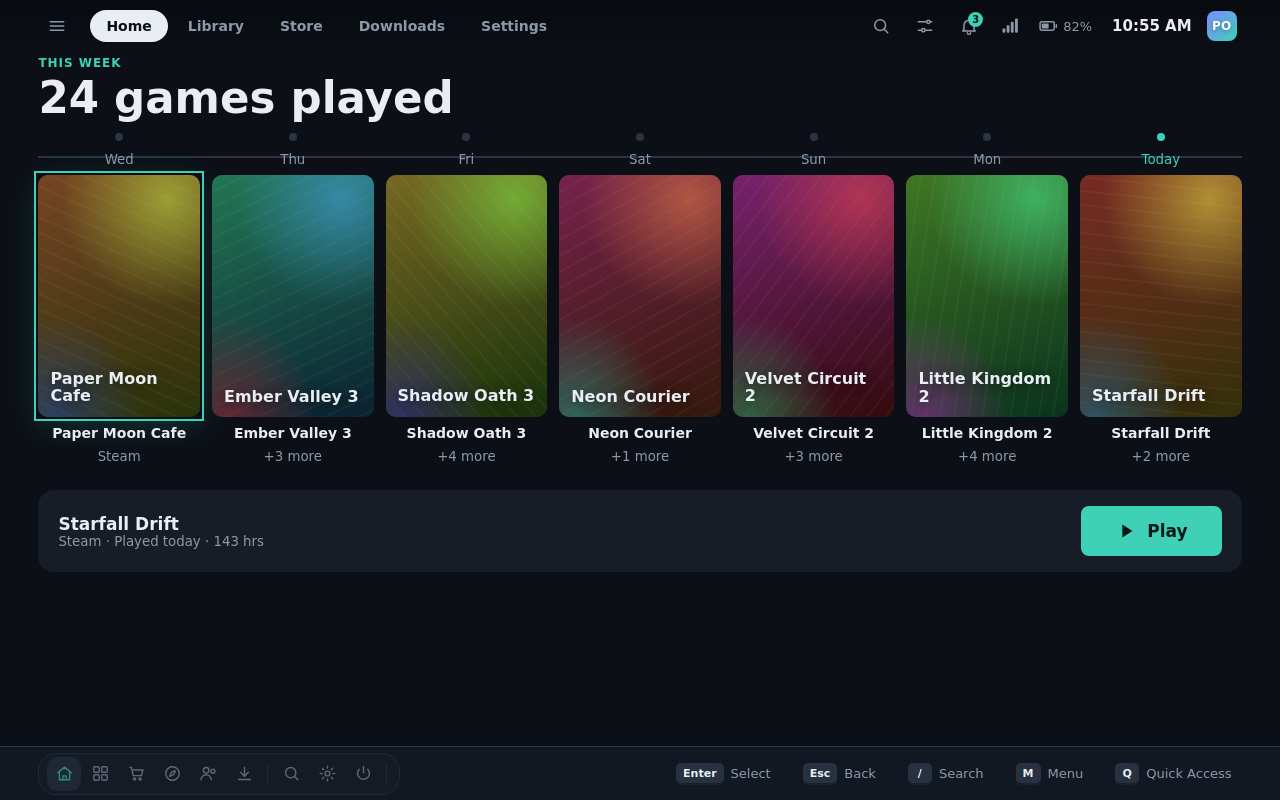 Home Library Store Downloads Settings 3 82% 10:55 AM PO
THIS WEEK
24 games played
Wed Thu Fri Sat Sun Mon Today
Paper Moon
Cafe
Ember Valley 3
Shadow Oath 3
Neon Courier
Velvet Circuit
2
Little Kingdom
2
Starfall Drift
Paper Moon Cafe Ember Valley 3 Shadow Oath 3 Neon Courier Velvet Circuit 2 Little Kingdom 2 Starfall Drift
Steam +3 more +4 more +1 more +3 more +4 more +2 more
Starfall Drift
Steam · Played today · 143 hrs
Play
Enter Select Esc Back / Search M Menu Q Quick Access